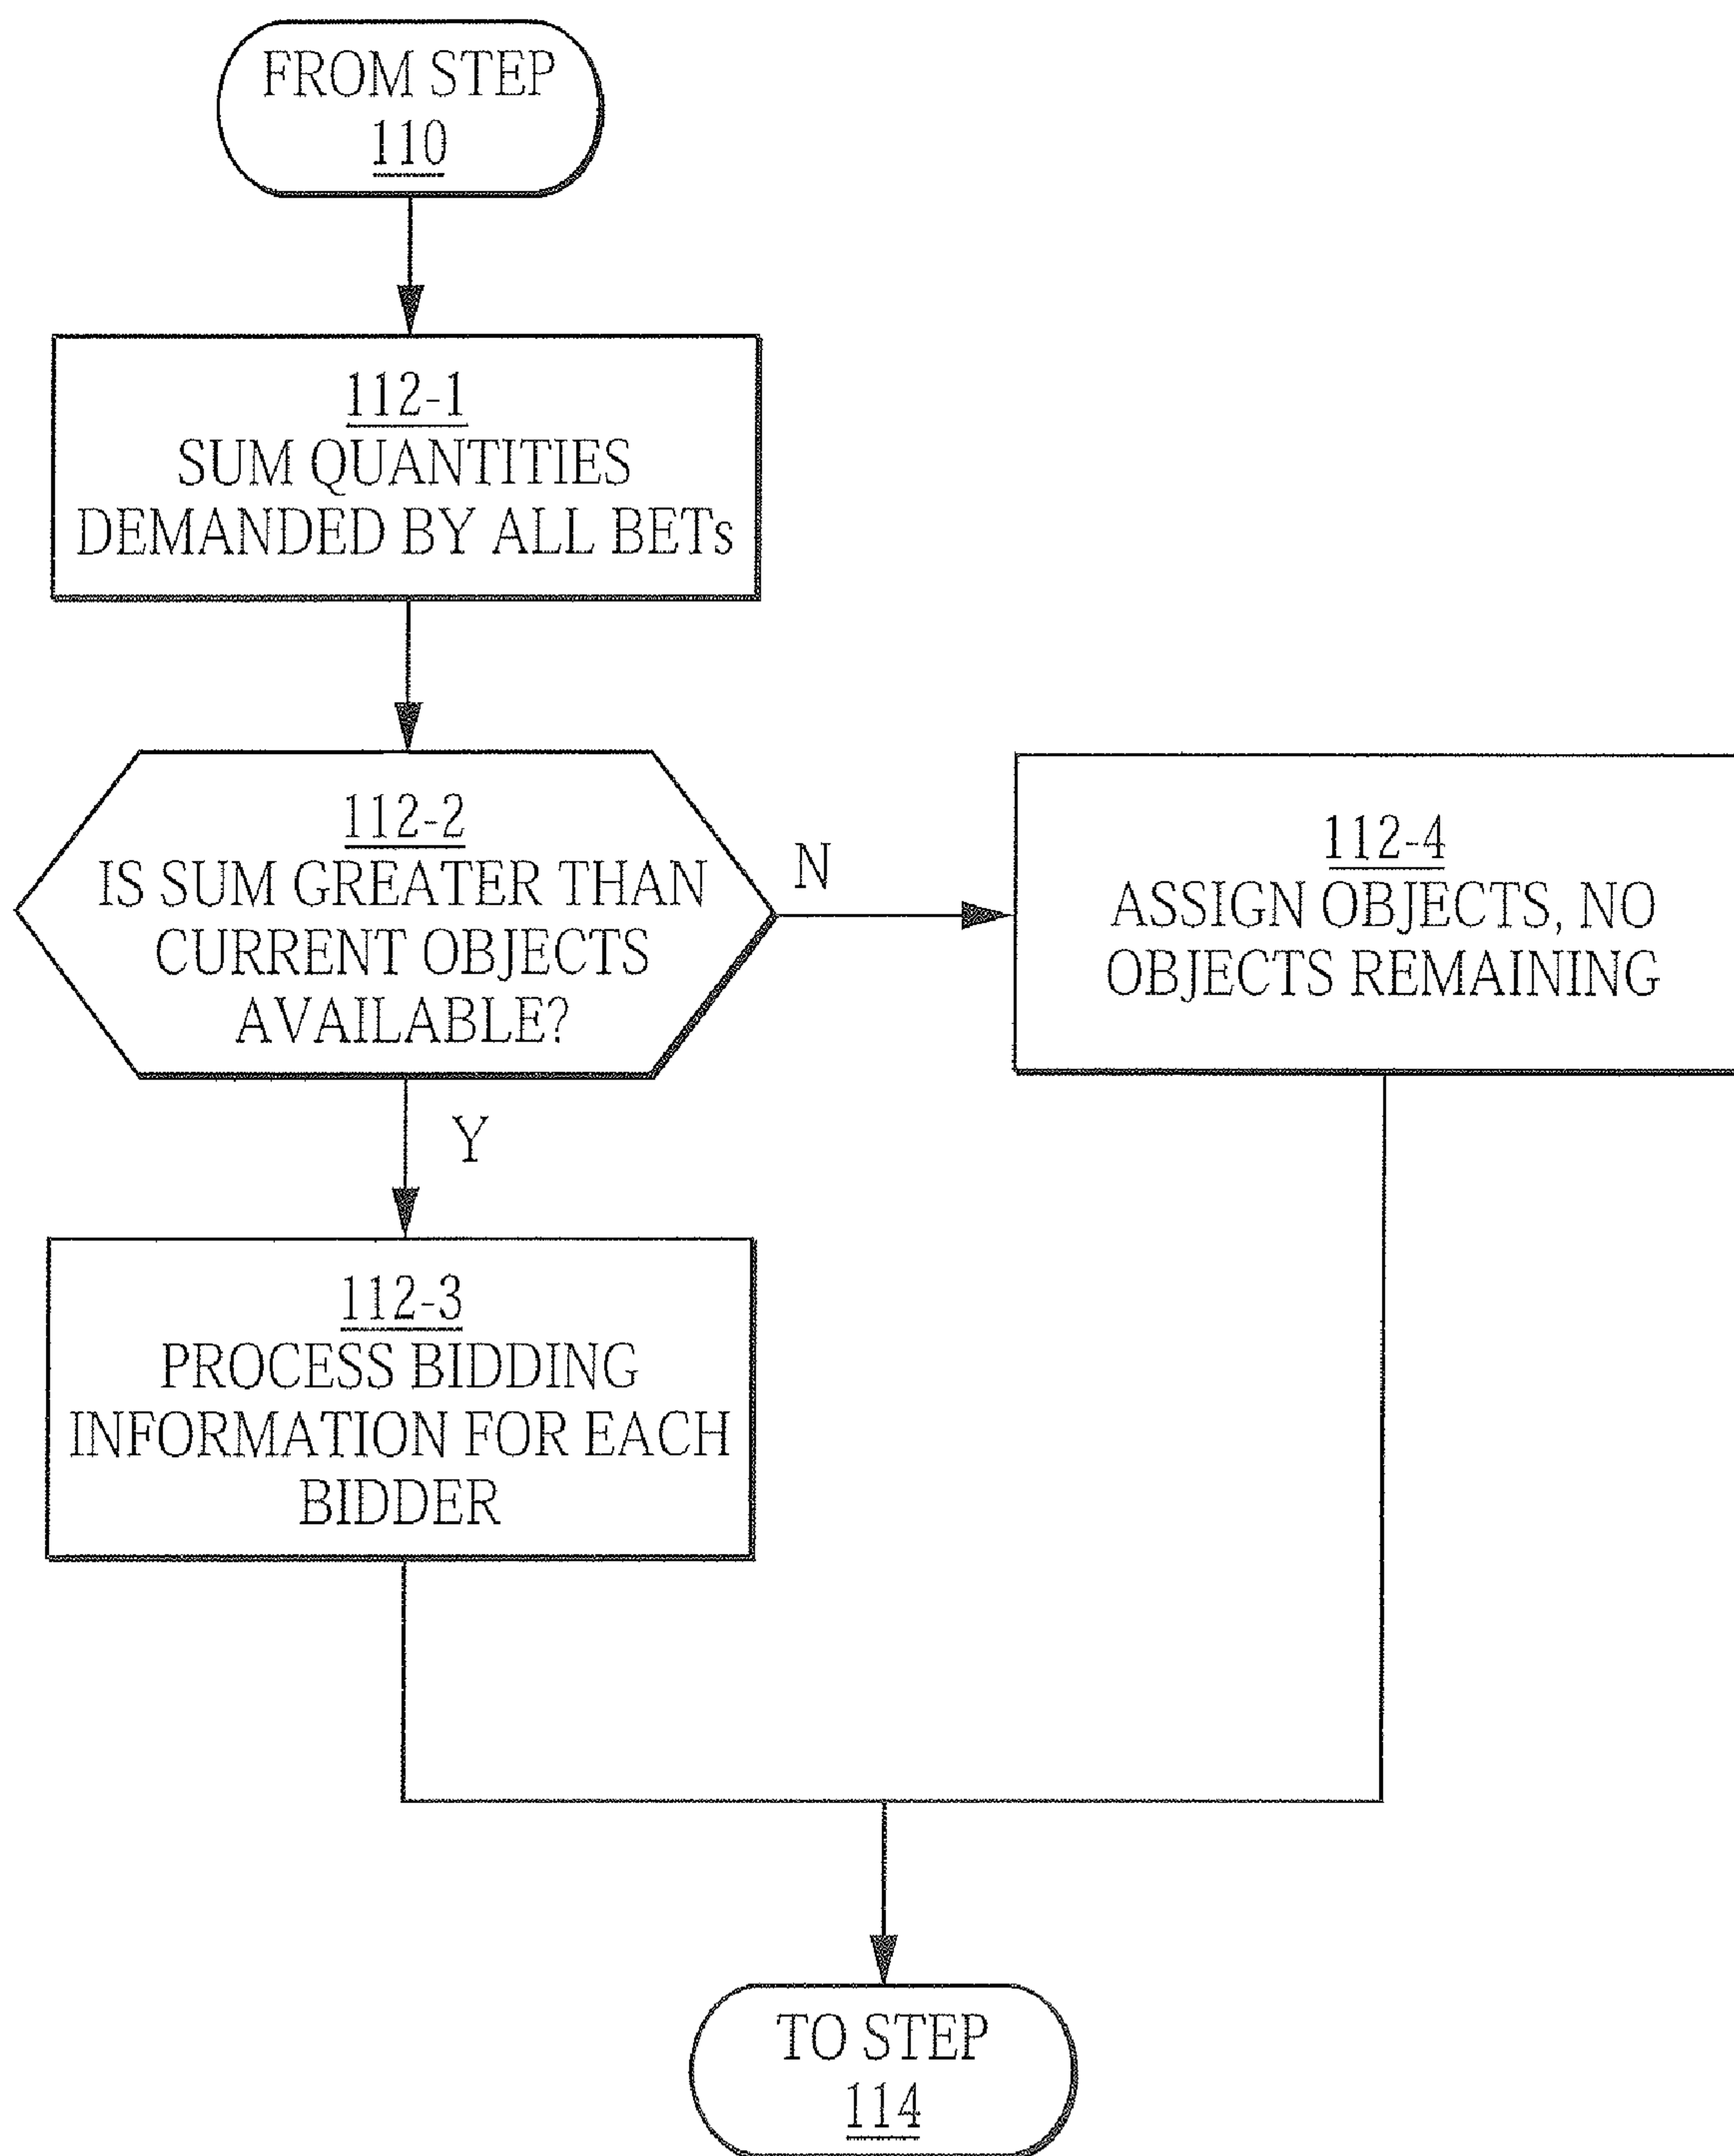 FROM STEP
110
112-1
SUM QUANTITIES
DEMANDED BY ALL BETs
112-2
IS SUM GREATER THAN
CURRENT OBJECTS
AVAILABLE?
N
112-4
ASSIGN OBJECTS, NO
OBJECTS REMAINING
Y
112-3
PROCESS BIDDING
INFORMATION FOR EACH
BIDDER
TO STEP
114